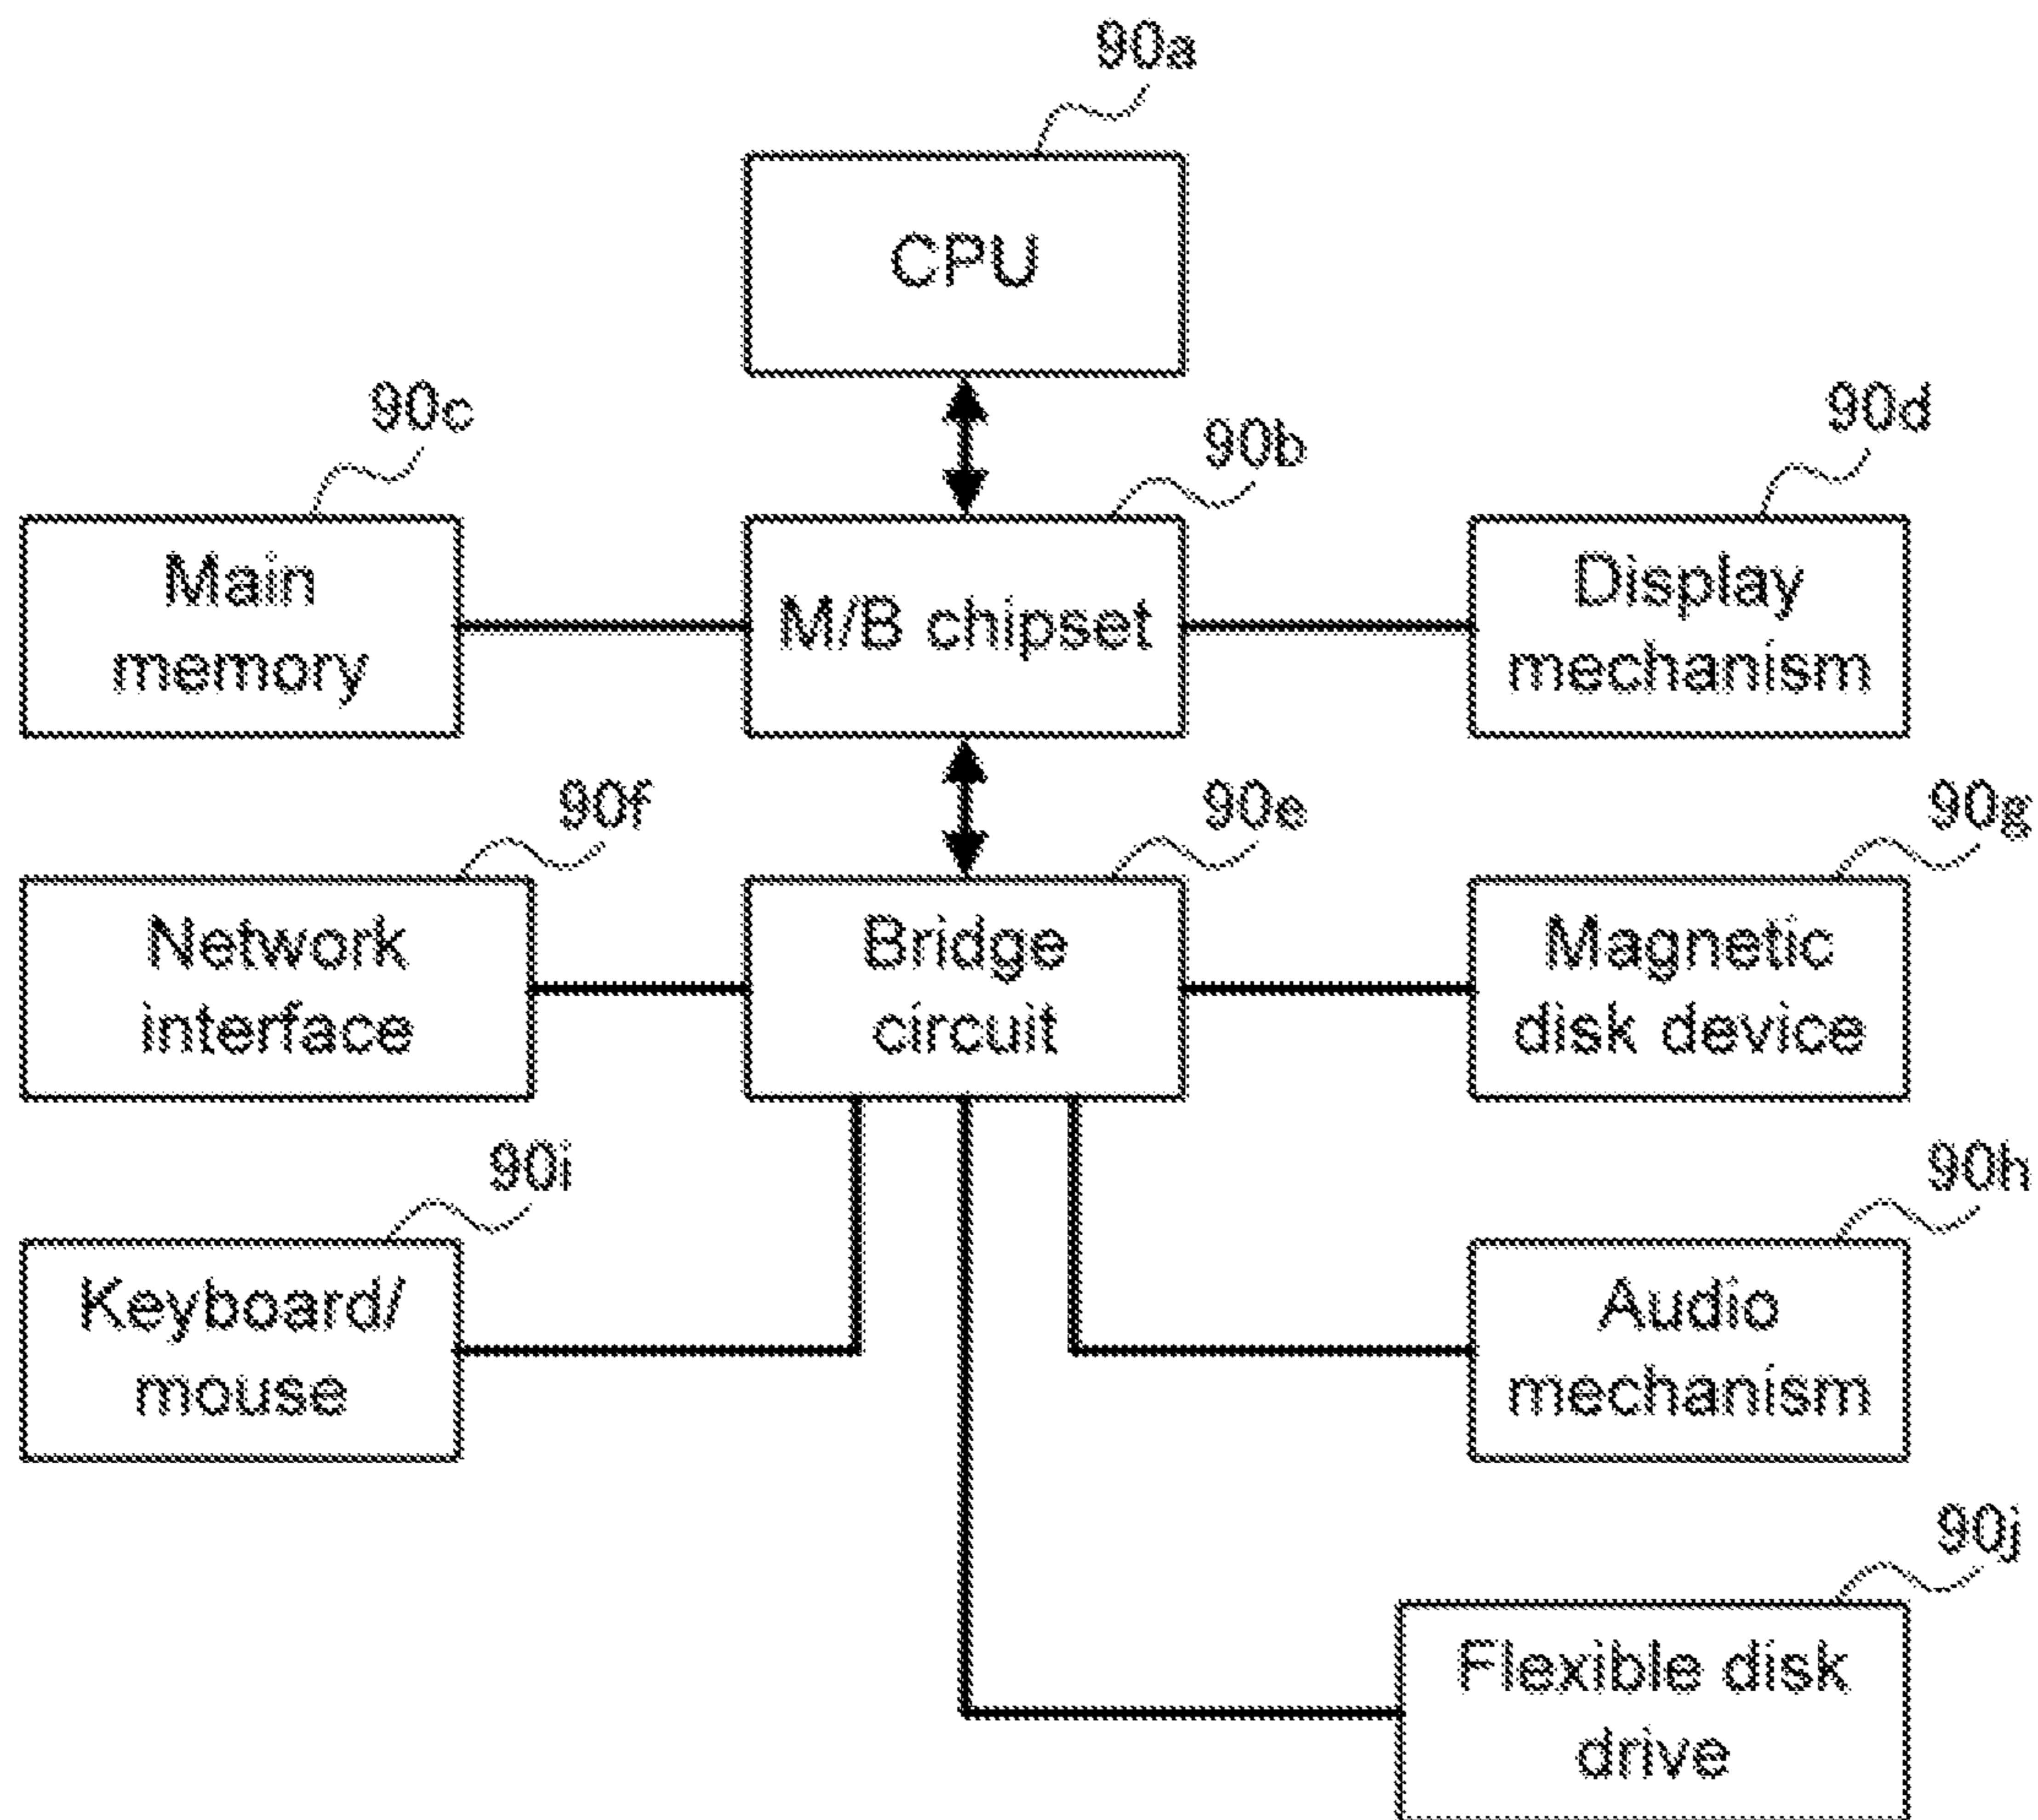 90a
CPU
90c
90b
90d
Main
memory
M/B chipset
Display
mechanism
90f
90e
90g
Network
interface
Bridge
circuit
Magnetic
disk device
90i
90h
Keyboard/
mouse
Audio
mechanism
90j
Flexible disk
drive